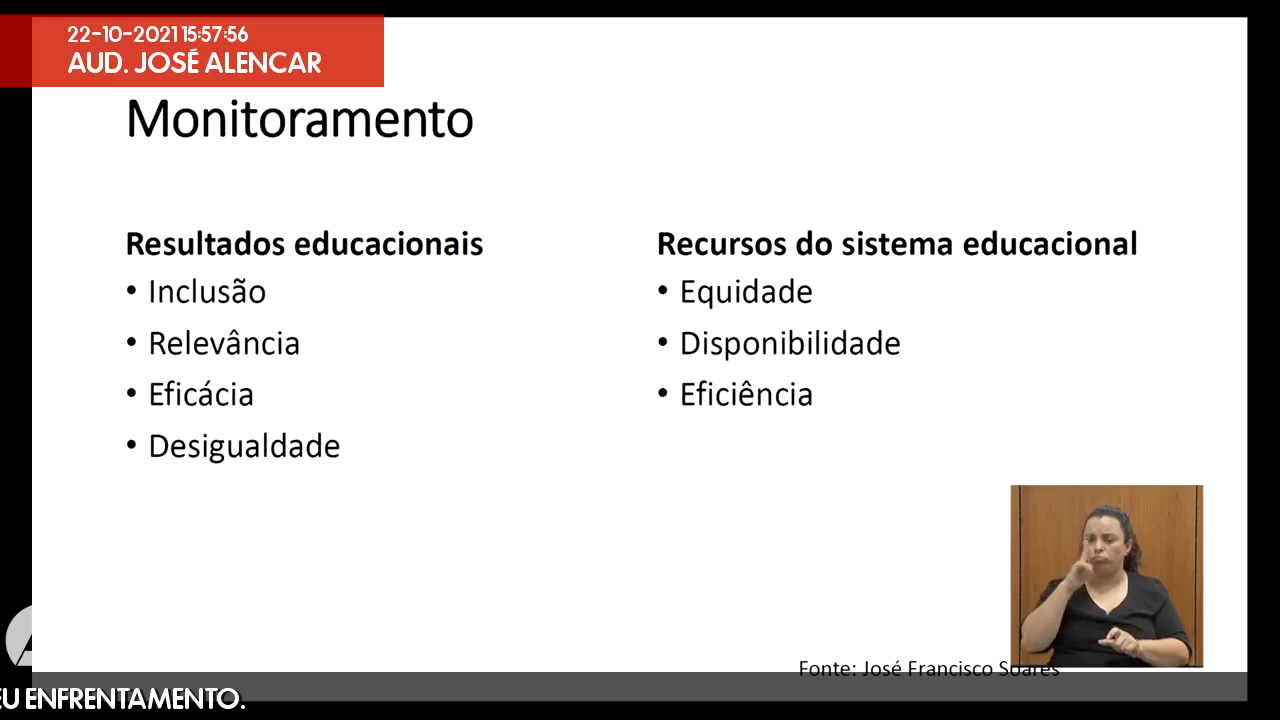 22-10-2021 15:57:56
AUD. JOSÉ ALENCAR
Monitoramento
Resultados educacionais
• Inclusão
• Relevância
• Eficácia
• Desigualdade
Recursos do sistema educacional
• Equidade
• Disponibilidade
• Eficiência
Fonte: José Francisco Soares
EU ENFRENTAMENTO.